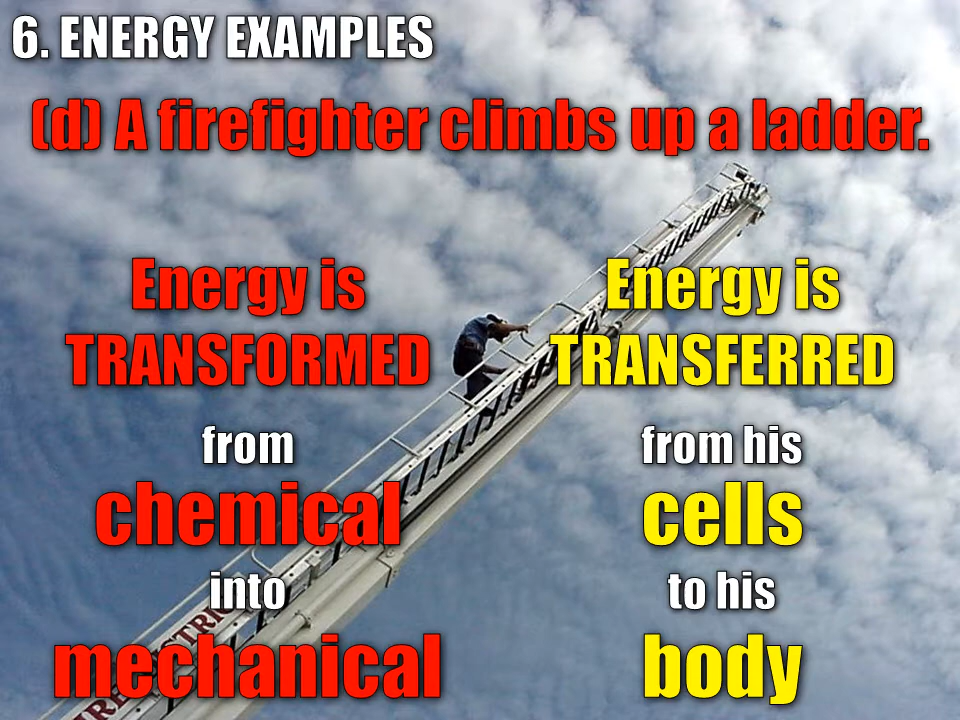 6. ENERGY EXAMPLES
(d) A firefighter climbs up a ladder.
Energy is
TRANSFORMED
from
chemical
into
mechanical
Energy is
TRANSFERRED
from his
cells
to his
body